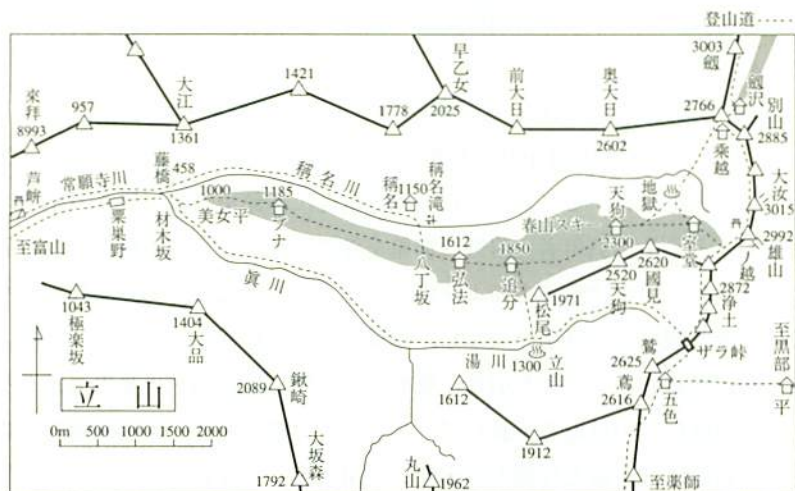 登山道
3003
劔
劔沢
別山
2766
2885
乗越
大汝
3015
2992
雄山
一ノ越
来拝
8993
957
大江
1361
1421
1778
早乙女
2025
前大日
奥大日
2602
芦峅
常願寺川
藤橋
458
粟巣野
材木坂
至富山
1000
美女平
1185
ブナ
稱名川
1150
稱名
稱名滝
八丁坂
1612
弘法
1850
追分
春山スキー
天狗
2300
地獄
室堂
2520
天狗
2620
國見
1971
松尾
2872
浄土
眞川
湯川
1300
立山
ザラ峠
至黒部
平
鷲
2625
鳶
2616
五色
至薬師
1043
極楽坂
1404
大品
2089
鍬崎
1792
大坂森
1612
1912
丸山
1962
立山
0m 500 1000 1500 2000